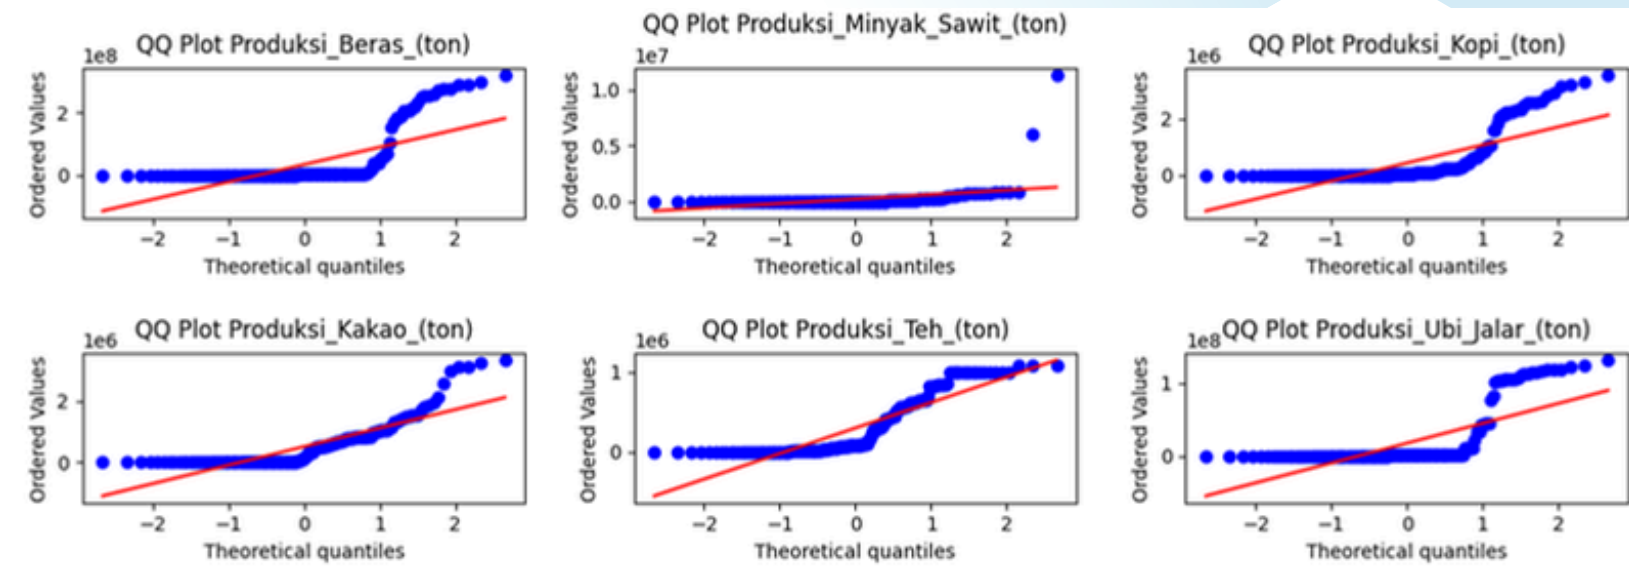 QQ Plot Produksi_Beras_(ton)
1e8
Ordered Values
2
0
−2 −1 0 1 2
Theoretical quantiles
QQ Plot Produksi_Minyak_Sawit_(ton)
1e7
Ordered Values
1.0
0.5
0.0
−2 −1 0 1 2
Theoretical quantiles
QQ Plot Produksi_Kopi_(ton)
1e6
Ordered Values
2
0
−2 −1 0 1 2
Theoretical quantiles
QQ Plot Produksi_Kakao_(ton)
1e6
Ordered Values
2
0
−2 −1 0 1 2
Theoretical quantiles
QQ Plot Produksi_Teh_(ton)
1e6
Ordered Values
1
0
−2 −1 0 1 2
Theoretical quantiles
QQ Plot Produksi_Ubi_Jalar_(ton)
1e8
Ordered Values
1
0
−2 −1 0 1 2
Theoretical quantiles